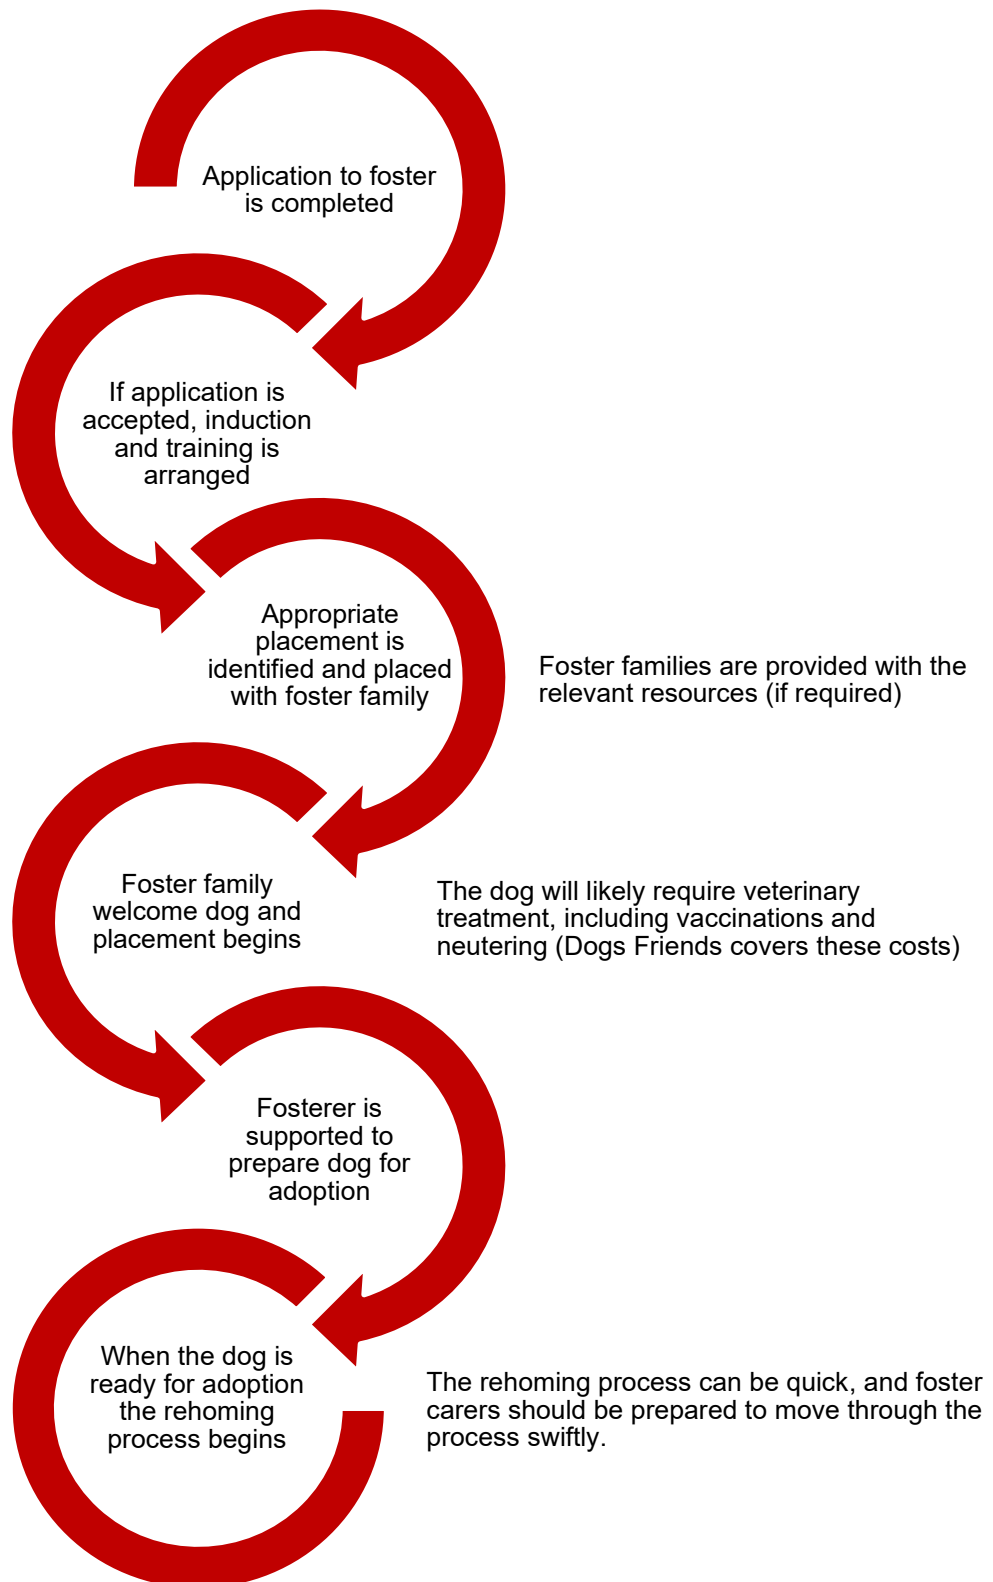 Application to foster
is completed
If application is
accepted, induction
and training is
arranged
Appropriate
placement is
identified and placed
with foster family
Foster families are provided with the
relevant resources (if required)
Foster family
welcome dog and
placement begins
The dog will likely require veterinary
treatment, including vaccinations and
neutering (Dogs Friends covers these costs)
Fosterer is
supported to
prepare dog for
adoption
When the dog is
ready for adoption
the rehoming
process begins
The rehoming process can be quick, and foster
carers should be prepared to move through the
process swiftly.